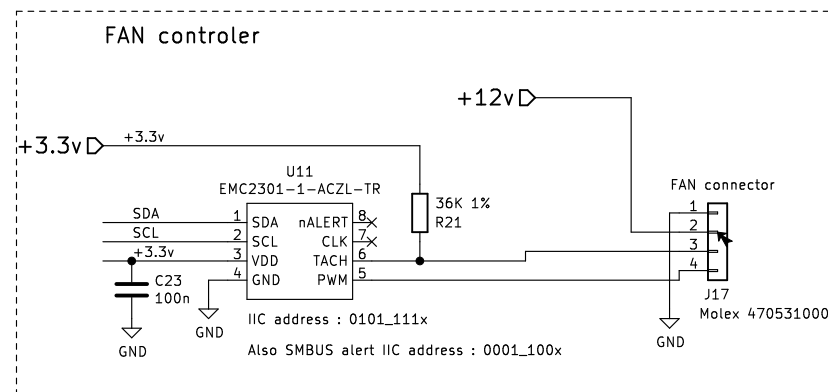 FAN controler
+12v
+3.3v
+3.3v
U11
EMC2301-1-ACZL-TR
36K 1%
R21
FAN connector
SDA
SCL
+3.3v
1 SDA
2 SCL
3 VDD
4 GND
nALERT 8
CLK 7
TACH 6
PWM 5
1
2
3
4
C23
100n
GND
GND
J17
Molex 470531000
GND
IIC address : 0101_111x
Also SMBUS alert IIC address : 0001_100x